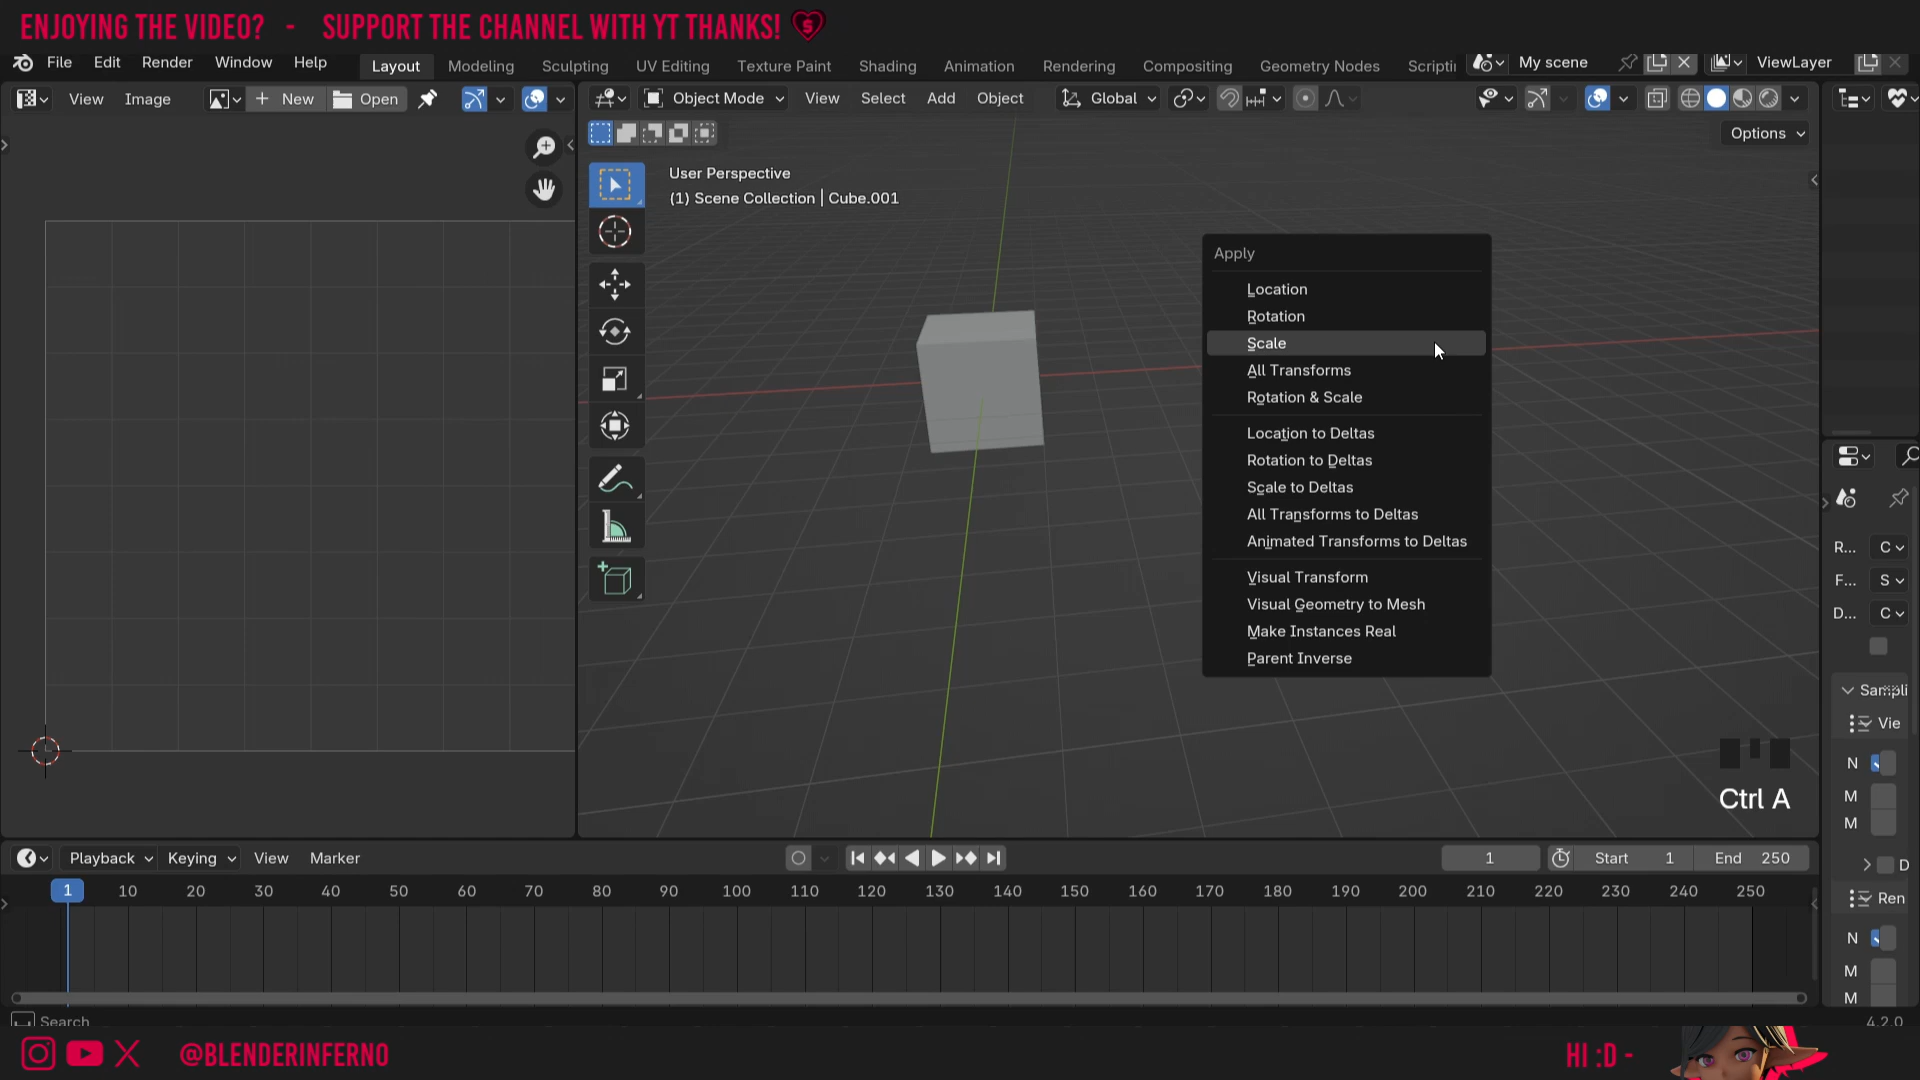 ENJOYING THE VIDEO? - SUPPORT THE CHANNEL WITH YT THANKS!
File Edit Render Window Help Layout Modeling Sculpting UV Editing Texture Paint Shading Animation Rendering Compositing Geometry Nodes Scripti My scene ViewLayer
View Image New Open Object Mode View Select Add Object Global
Options
User Perspective
(1) Scene Collection | Cube.001
Apply
Location
Rotation
Scale
All Transforms
Rotation & Scale
Location to Deltas
Rotation to Deltas
Scale to Deltas
All Transforms to Deltas
Animated Transforms to Deltas
Visual Transform
Visual Geometry to Mesh
Make Instances Real
Parent Inverse
R... C
F... S
D... C
Sampli
Vie
N
M
M
D
Ren
N
M
M
Ctrl A
Playback Keying View Marker 1 Start 1 End 250
1 10 20 30 40 50 60 70 80 90 100 110 120 130 140 150 160 170 180 190 200 210 220 230 240 250
Search 4.2.0
@BLENDERINFERNO HI :D -